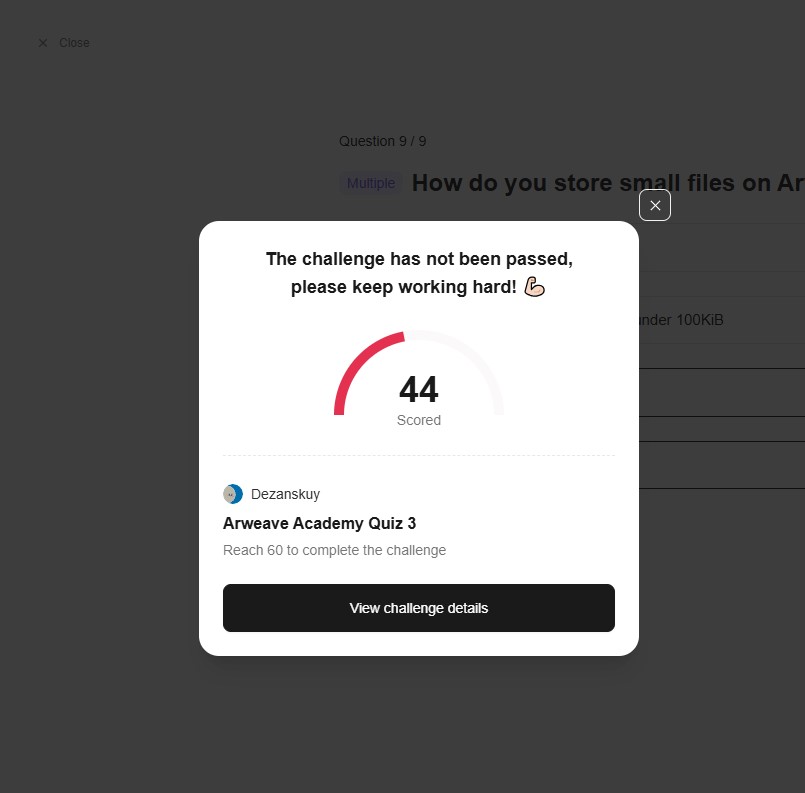 Close
Question 9 / 9
Multiple How do you store small files on Ar
under 100KiB
The challenge has not been passed,
please keep working hard! 💪🏻
44
Scored
Dezanskuy
Arweave Academy Quiz 3
Reach 60 to complete the challenge
View challenge details